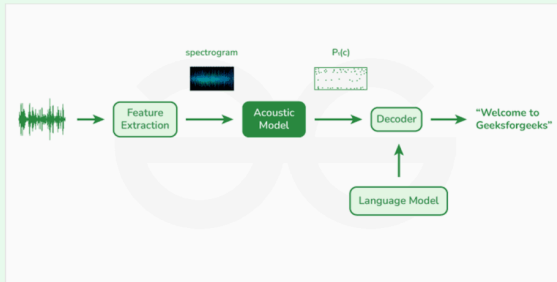 spectrogram
Pₜ(c)
Feature
Extraction
Acoustic
Model
Decoder
“Welcome to
Geeksforgeeks”
Language Model